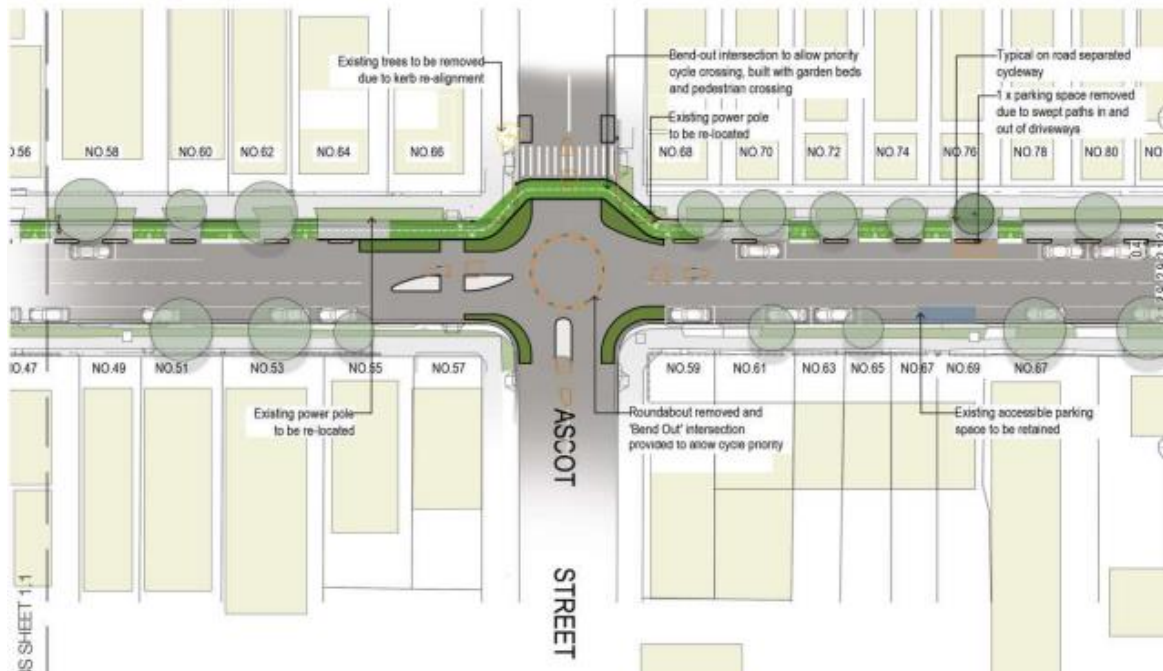 Existing trees to be removed
due to kerb re-alignment
Bend-out intersection to allow priority
cycle crossing, built with garden beds
and pedestrian crossing
Typical on road separated
cycleway
1 x parking space removed
due to swept paths in and
out of driveways
Existing power pole
to be re-located
NO.58
NO.60
NO.62
NO.64
NO.66
NO.68
NO.70
NO.72
NO.74
NO.76
NO.78
NO.80
NO.49
NO.51
NO.53
NO.55
NO.57
NO.59
NO.61
NO.63
NO.65
NO.67
NO.69
NO.67
Existing power pole
to be re-located
Roundabout removed and
'Bend Out' intersection
provided to allow cycle priority
Existing accessible parking
space to be retained
ASCOT
STREET
SHEET 1.1